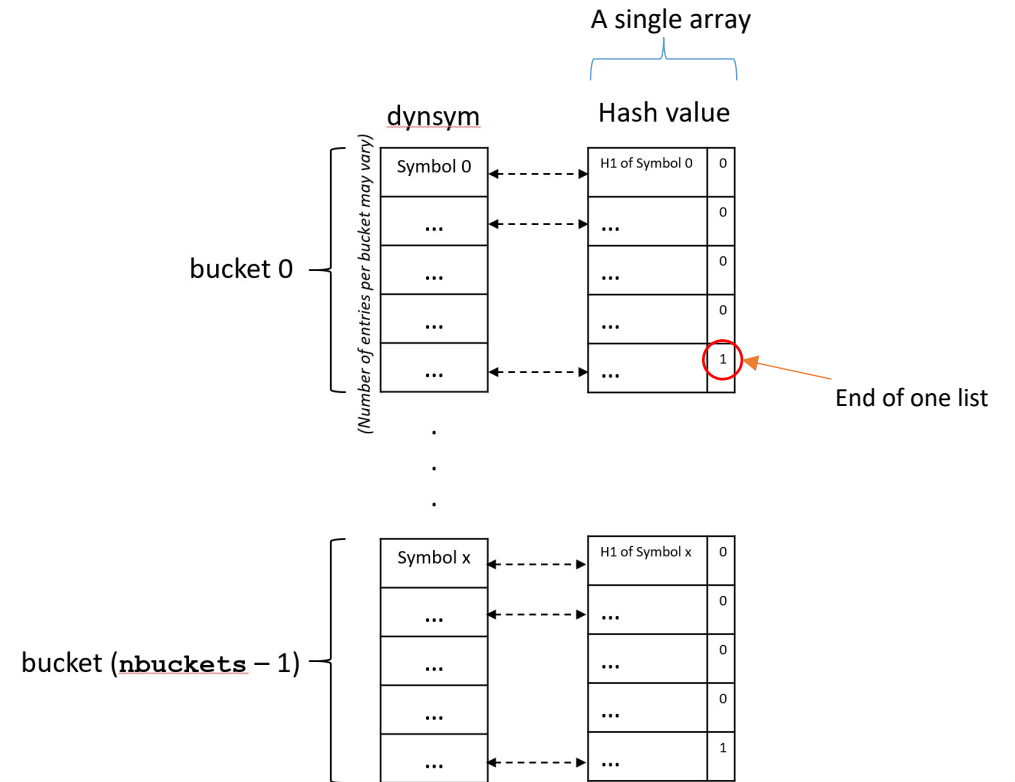 A single array
dynsym
Hash value
bucket 0
(Number of entries per bucket may vary)
Symbol 0
H1 of Symbol 0
0
...
...
0
...
...
0
...
...
0
...
...
1
End of one list
.
.
.
bucket (nbuckets – 1)
Symbol x
H1 of Symbol x
0
...
...
0
...
...
0
...
...
0
...
...
1